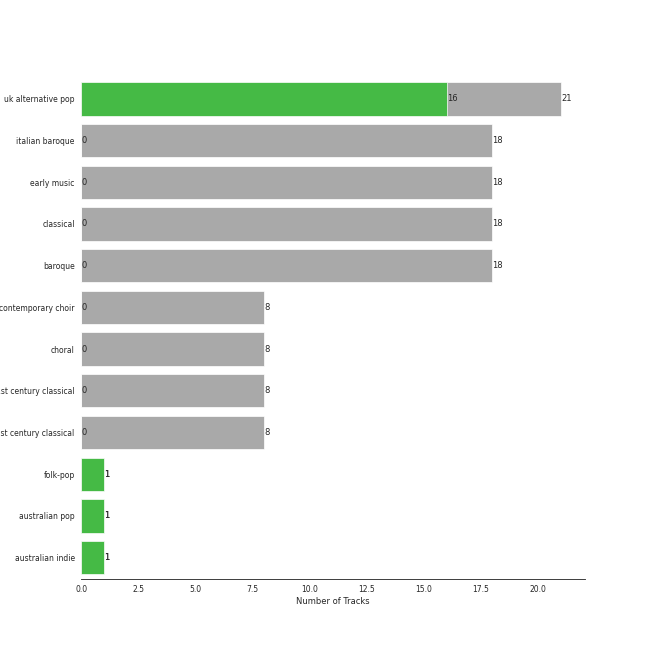 uk alternative pop 16 21
italian baroque 0 18
early music 0 18
classical 0 18
baroque 0 18
contemporary choir 0 8
choral 0 8
st century classical 0 8
st century classical 0 8
folk-pop 1
australian pop 1
australian indie 1
0.0 2.5 5.0 7.5 10.0 12.5 15.0 17.5 20.0
Number of Tracks